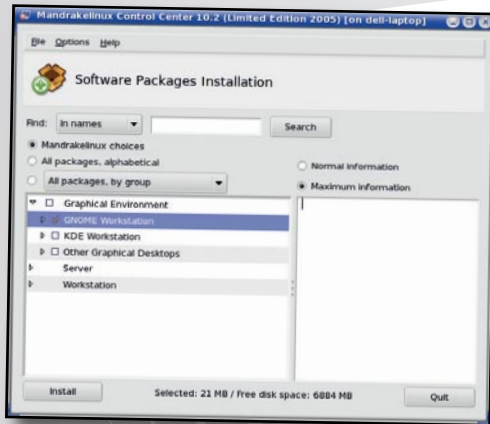 Mandrakelinux Control Center 10.2 (Limited Edition 2005) [on dell-laptop]
File Options Help
Software Packages Installation
Find: In names Search
Mandrakelinux choices
All packages, alphabetical
Normal information
All packages, by group
Maximum information
Graphical Environment
GNOME Workstation
KDE Workstation
Other Graphical Desktops
Server
Workstation
Install Selected: 21 MB / Free disk space: 6884 MB Quit